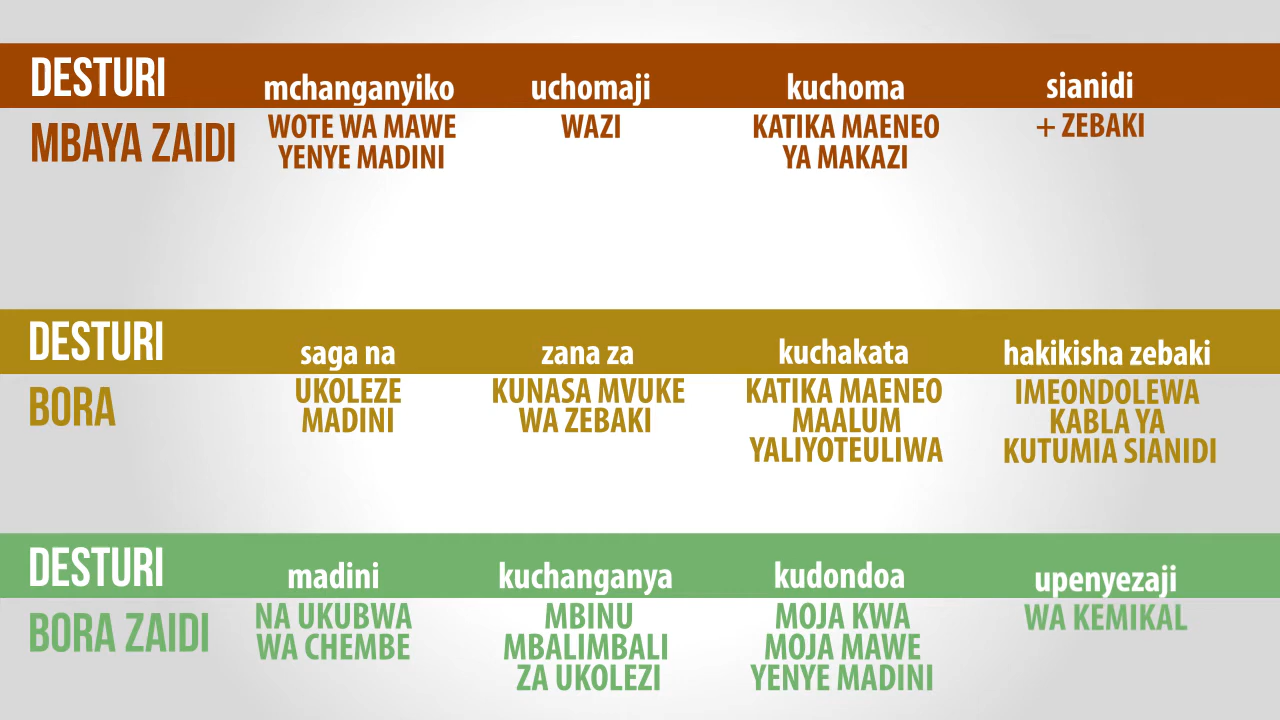 DESTURI
MBAYA ZAIDI
mchanganyiko
WOTE WA MAWE
YENYE MADINI
uchomaji
WAZI
kuchoma
KATIKA MAENEO
YA MAKAZI
sianidi
+ ZEBAKI
DESTURI
BORA
saga na
UKOLEZE
MADINI
zana za
KUNASA MVUKE
WA ZEBAKI
kuchakata
KATIKA MAENEO
MAALUM
YALIYOTEULIWA
hakikisha zebaki
IMEONDOLEWA
KABLA YA
KUTUMIA SIANIDI
DESTURI
BORA ZAIDI
madini
NA UKUBWA
WA CHEMBE
kuchanganya
MBINU
MBALIMBALI
ZA UKOLEZI
kudondoa
MOJA KWA
MOJA MAWE
YENYE MADINI
upenyezaji
WA KEMIKAL